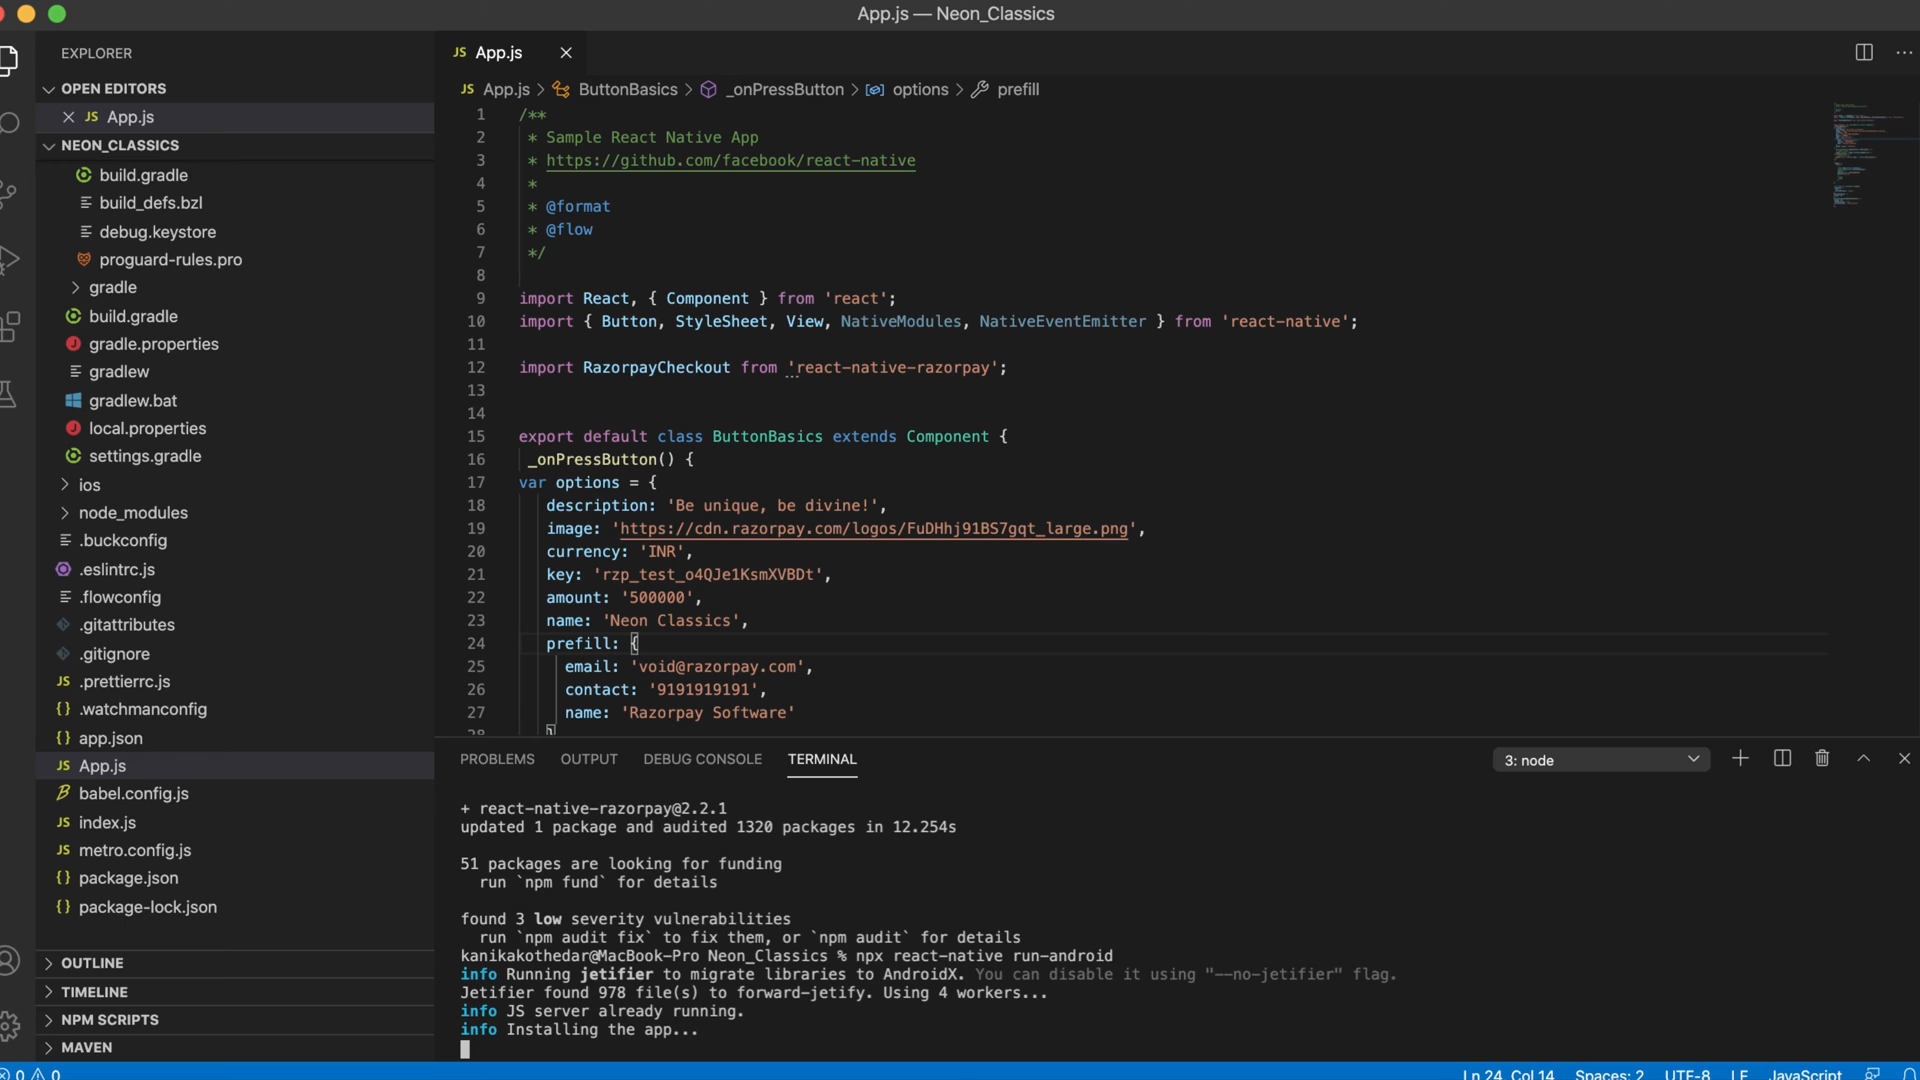 App.js — Neon_Classics
EXPLORER
OPEN EDITORS
JS App.js
NEON_CLASSICS
build.gradle
build_defs.bzl
debug.keystore
proguard-rules.pro
gradle
build.gradle
gradle.properties
gradlew
gradlew.bat
local.properties
settings.gradle
ios
node_modules
.buckconfig
.eslintrc.js
.flowconfig
.gitattributes
.gitignore
JS .prettierrc.js
{} .watchmanconfig
{} app.json
JS App.js
babel.config.js
JS index.js
JS metro.config.js
{} package.json
{} package-lock.json
OUTLINE
TIMELINE
NPM SCRIPTS
MAVEN
JS App.js
JS App.js > ButtonBasics > _onPressButton > options > prefill
1 /**
2 * Sample React Native App
3 * https://github.com/facebook/react-native
4 *
5 * @format
6 * @flow
7 */
8
9 import React, { Component } from 'react';
10 import { Button, StyleSheet, View, NativeModules, NativeEventEmitter } from 'react-native';
11
12 import RazorpayCheckout from 'react-native-razorpay';
13
14
15 export default class ButtonBasics extends Component {
16 _onPressButton() {
17 var options = {
18 description: 'Be unique, be divine!',
19 image: 'https://cdn.razorpay.com/logos/FuDHhj91BS7gqt_large.png',
20 currency: 'INR',
21 key: 'rzp_test_o4QJe1KsmXVBDt',
22 amount: '500000',
23 name: 'Neon Classics',
24 prefill: {
25 email: 'void@razorpay.com',
26 contact: '9191919191',
27 name: 'Razorpay Software'
28 }
PROBLEMS OUTPUT DEBUG CONSOLE TERMINAL 3: node
+ react-native-razorpay@2.2.1
updated 1 package and audited 1320 packages in 12.254s
51 packages are looking for funding
run `npm fund` for details
found 3 low severity vulnerabilities
run `npm audit fix` to fix them, or `npm audit` for details
kanikakothedar@MacBook-Pro Neon_Classics % npx react-native run-android
info Running jetifier to migrate libraries to AndroidX. You can disable it using "--no-jetifier" flag.
Jetifier found 978 file(s) to forward-jetify. Using 4 workers...
info JS server already running.
info Installing the app...
0 0 Ln 24, Col 14 Spaces: 2 UTF-8 LF JavaScript